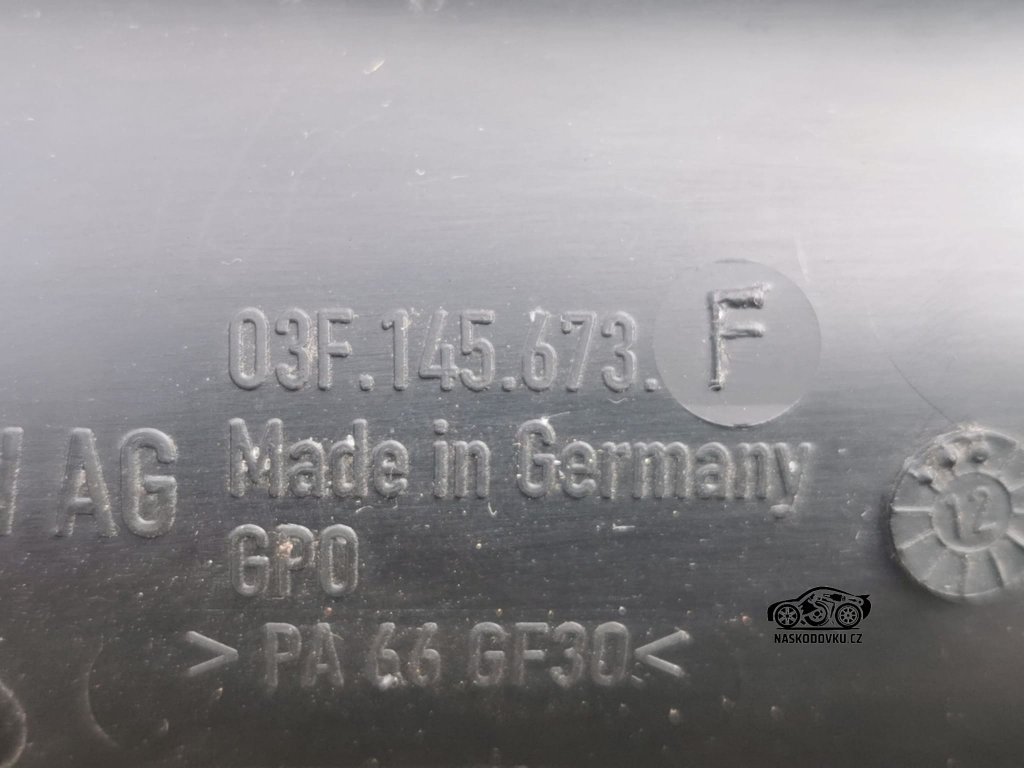 03F.145.673. F
AG Made in Germany
GPO
> PA 66 GF30 <
12
NASKODOVKU.CZ